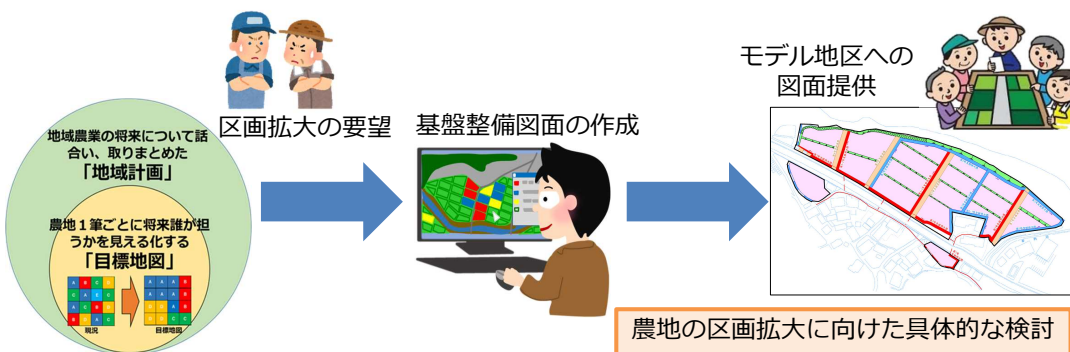 地域農業の将来について話
合い、取りまとめた
「地域計画」
農地１筆ごとに将来誰が担
うかを見える化する
「目標地図」
現況
目標地図
区画拡大の要望
基盤整備図面の作成
モデル地区への
図面提供
農地の区画拡大に向けた具体的な検討